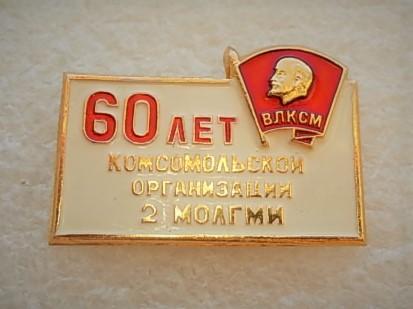 60 ЛЕТ
ВЛКСМ
КОМСОМОЛЬСКОЙ
ОРГАНИЗАЦИИ
2 МОЛГМИ